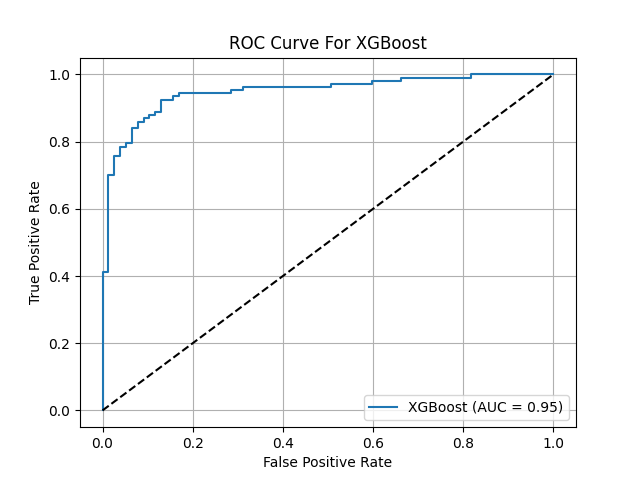 ROC Curve For XGBoost
1.0
0.8
0.6
0.4
0.2
0.0
True Positive Rate
XGBoost (AUC = 0.95)
0.0 0.2 0.4 0.6 0.8 1.0
False Positive Rate